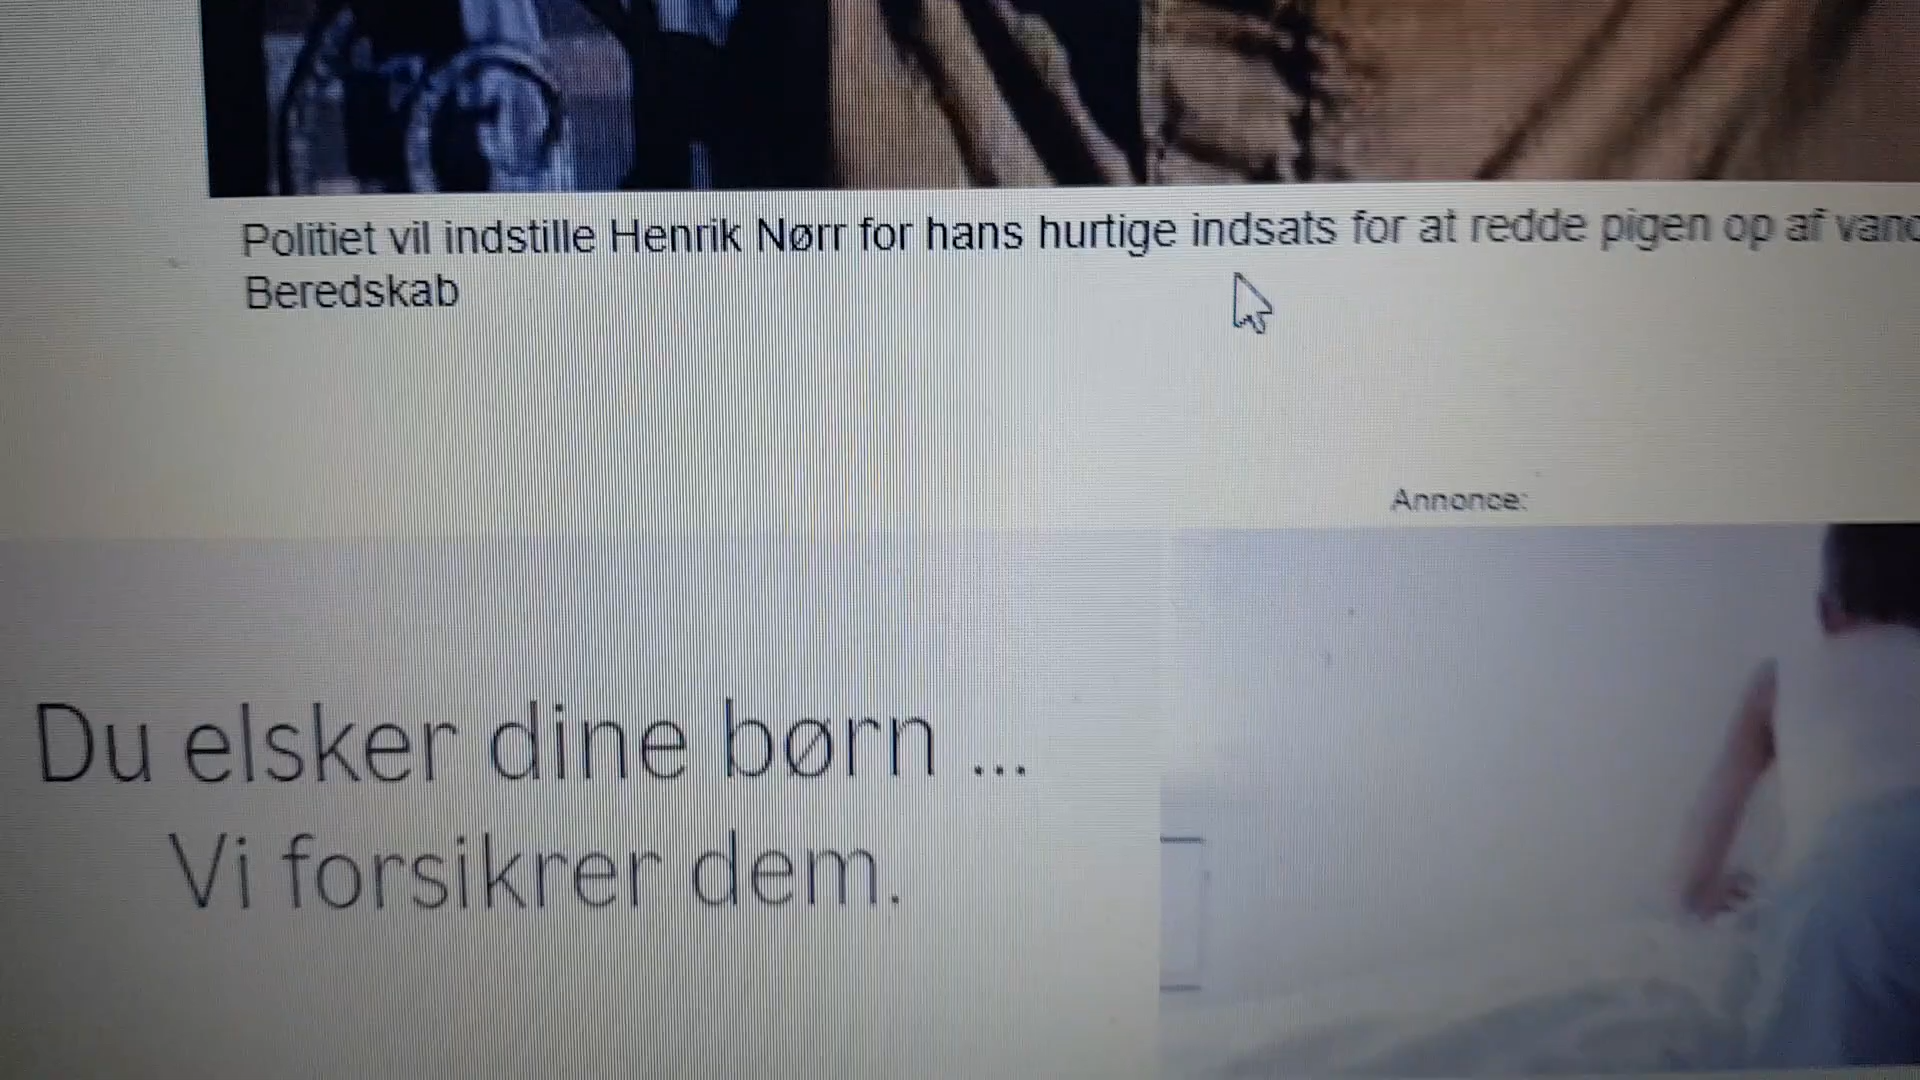 Politiet vil indstille Henrik Nørr for hans hurtige indsats for at redde pigen op af
Beredskab
Annonce:
Du elsker dine børn ...
Vi forsikrer dem.